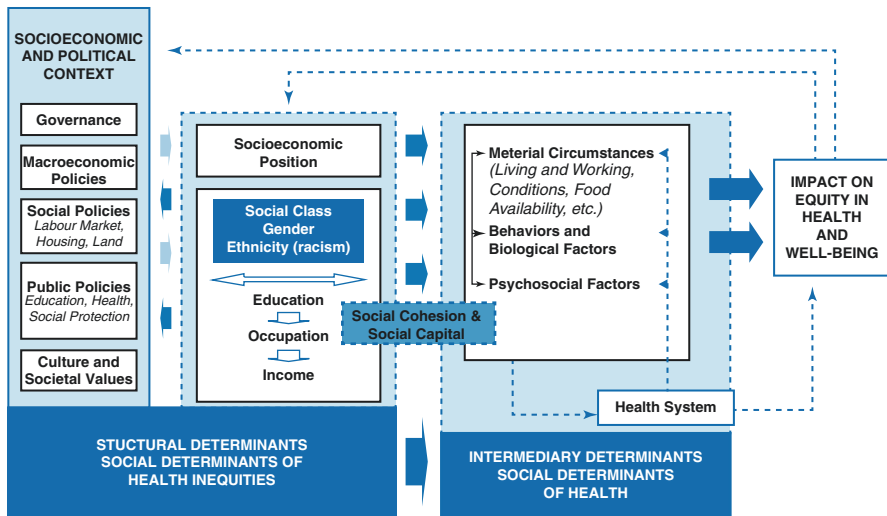 SOCIOECONOMIC
AND POLITICAL
CONTEXT
Governance
Macroeconomic
Policies
Social Policies
Labour Market,
Housing, Land
Public Policies
Education, Health,
Social Protection
Culture and
Societal Values
Socioeconomic
Position
Social Class
Gender
Ethnicity (racism)
Education
Occupation
Income
Social Cohesion &
Social Capital
Meterial Circumstances
(Living and Working,
Conditions, Food
Availability, etc.)
Behaviors and
Biological Factors
Psychosocial Factors
Health System
IMPACT ON
EQUITY IN
HEALTH
AND
WELL-BEING
STUCTURAL DETERMINANTS
SOCIAL DETERMINANTS OF
HEALTH INEQUITIES
INTERMEDIARY DETERMINANTS
SOCIAL DETERMINANTS
OF HEALTH